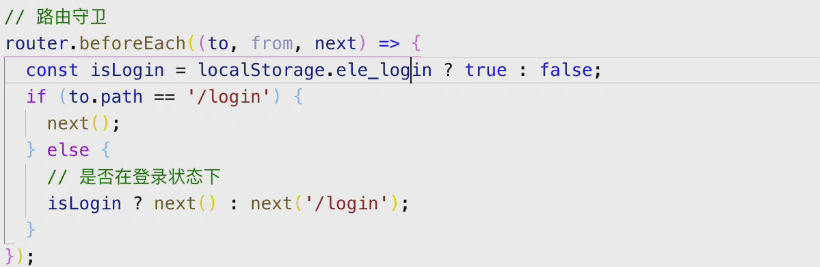 // 路由守卫
router.beforeEach((to, from, next) => {
  const isLogin = localStorage.ele_login ? true : false;
  if (to.path == '/login') {
    next();
  } else {
    // 是否在登录状态下
    isLogin ? next() : next('/login');
  }
});